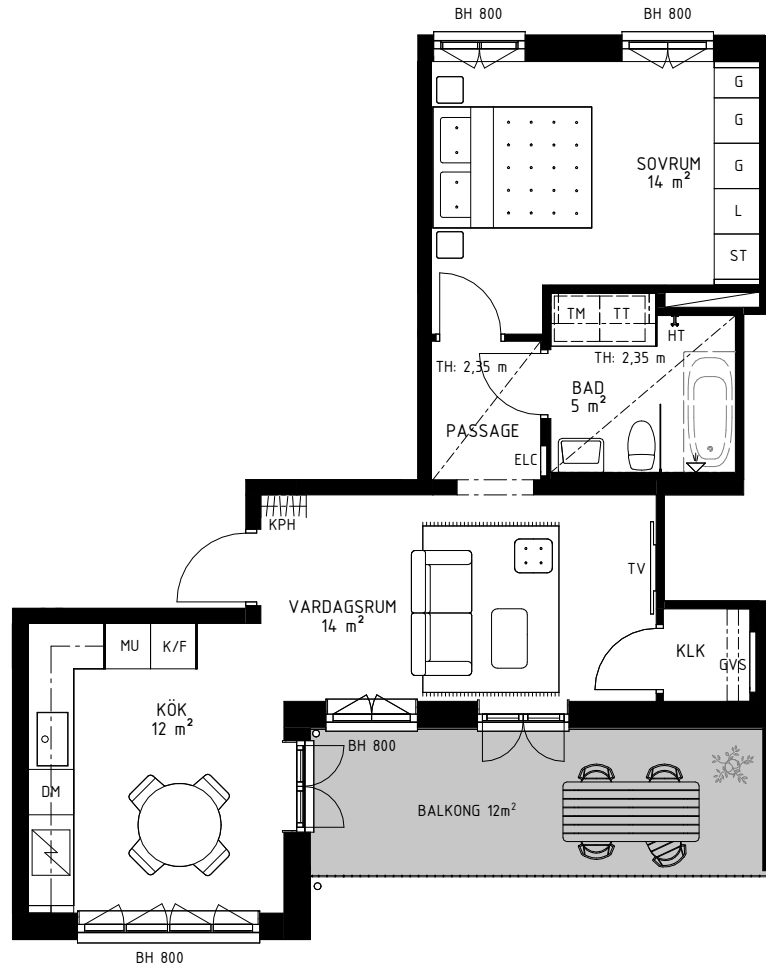 BH 800
BH 800
G
G
SOVRUM
14 m²
G
L
ST
TM
TT
HT
TH: 2,35 m
TH: 2,35 m
BAD
5 m²
PASSAGE
ELC
KPH
TV
VARDAGSRUM
14 m²
MU
K/F
KLK
GVS
KÖK
12 m²
BH 800
DM
BALKONG 12m²
BH 800